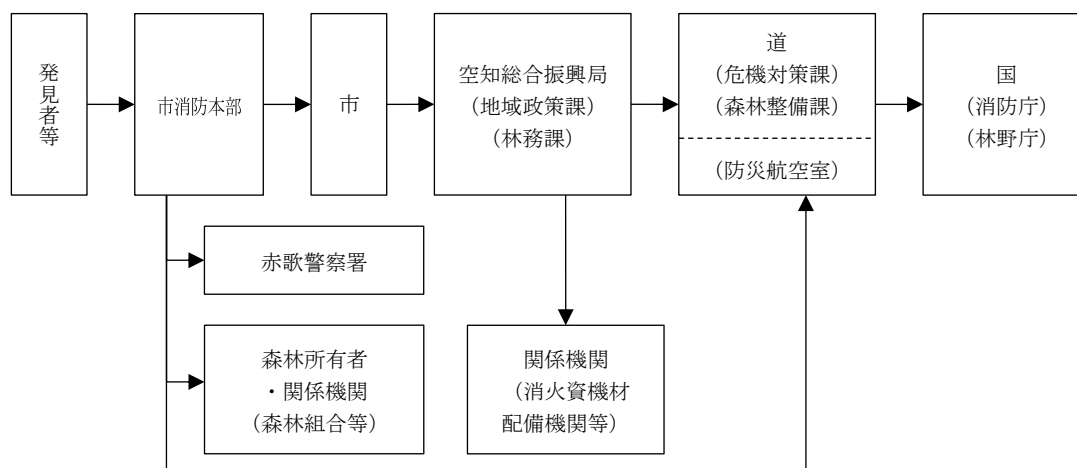 発見者等
市消防本部
市
空知総合振興局
（地域政策課）
（林務課）
道
（危機対策課）
（森林整備課）
（防災航空室）
国
（消防庁）
（林野庁）
赤歌警察署
森林所有者
・関係機関
（森林組合等）
関係機関
（消火資機材
配備機関等）